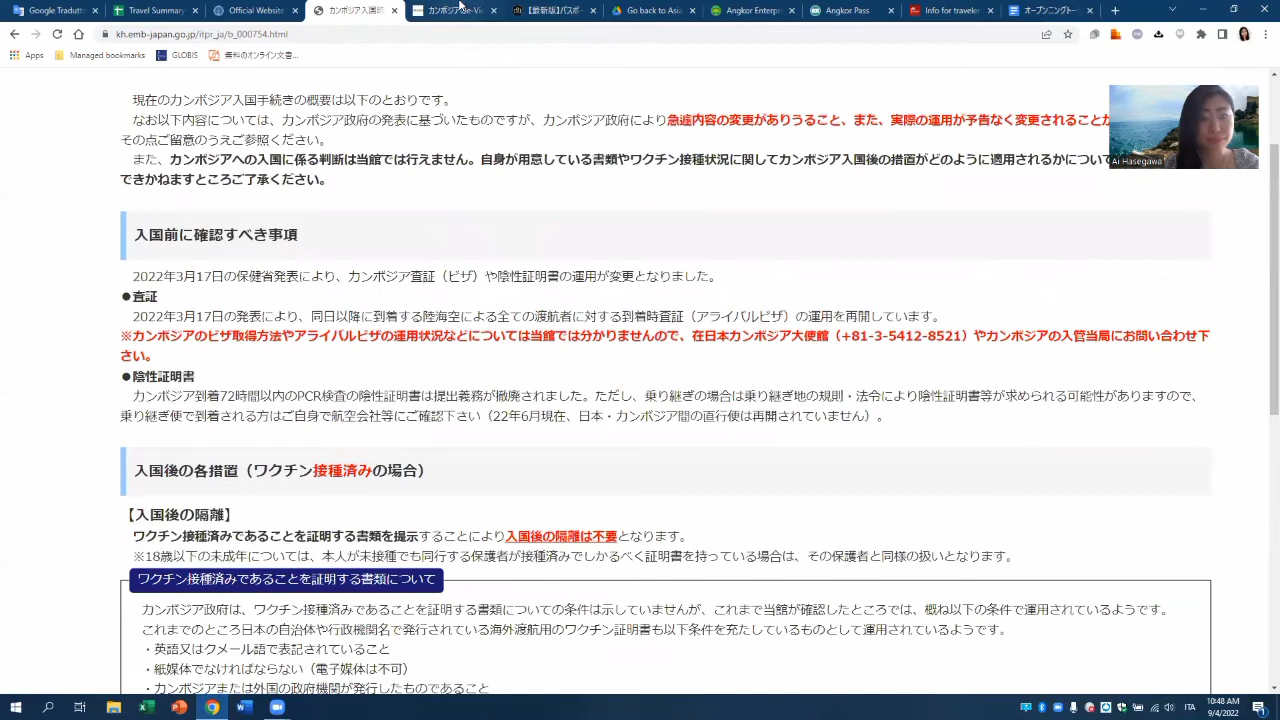 Google Traduttor
Travel Summary
Official Website
カンボジア入国時
カンボジアe-Vi
【最新版】パスポー
Go back to Asia
Angkor Enterpr
Angkor Pass
Info for traveler
オープニングトー
kh.emb-japan.go.jp/itpr_ja/b_000754.html
Apps
Managed bookmarks
GLOBIS
無料のオンライン文書...
現在のカンボジア入国手続きの概要は以下のとおりです。
なお以下内容については、カンボジア政府の発表に基づいたものですが、カンボジア政府により急遽内容の変更がありうること、また、実際の運用が予告なく変更されることが
その点ご留意のうえご参照ください。
また、カンボジアへの入国に係る判断は当館では行えません。自身が用意している書類やワクチン接種状況に関してカンボジア入国後の措置がどのように適用されるかについて
できかねますところご了承ください。
Ai Hasegawa
入国前に確認すべき事項
2022年3月17日の保健省発表により、カンボジア査証（ビザ）や陰性証明書の運用が変更となりました。
●査証
2022年3月17日の発表により、同日以降に到着する陸海空による全ての渡航者に対する到着時査証（アライバルビザ）の運用を再開しています。
※カンボジアのビザ取得方法やアライバルビザの運用状況などについては当館では分かりませんので、在日本カンボジア大使館（+81-3-5412-8521）やカンボジアの入管当局にお問い合わせ下
さい。
●陰性証明書
カンボジア到着72時間以内のPCR検査の陰性証明書は提出義務が撤廃されました。ただし、乗り継ぎの場合は乗り継ぎ地の規則・法令により陰性証明書等が求められる可能性がありますので、
乗り継ぎ便で到着される方はご自身で航空会社等にご確認下さい（22年6月現在、日本・カンボジア間の直行便は再開されていません）。
入国後の各措置（ワクチン接種済みの場合）
【入国後の隔離】
ワクチン接種済みであることを証明する書類を提示することにより入国後の隔離は不要となります。
※18歳以下の未成年については、本人が未接種でも同行する保護者が接種済みでしかるべく証明書を持っている場合は、その保護者と同様の扱いとなります。
ワクチン接種済みであることを証明する書類について
カンボジア政府は、ワクチン接種済みであることを証明する書類についての条件は示していませんが、これまで当館が確認したところでは、概ね以下の条件で運用されているようです。
これまでのところ日本の自治体や行政機関名で発行されている海外渡航用のワクチン証明書も以下条件を充たしているものとして運用されているようです。
・英語又はクメール語で表記されていること
・紙媒体でなければならない（電子媒体は不可）
・カンボジアまたは外国の政府機関が発行したものであること
ITA
10:48 AM
9/4/2022